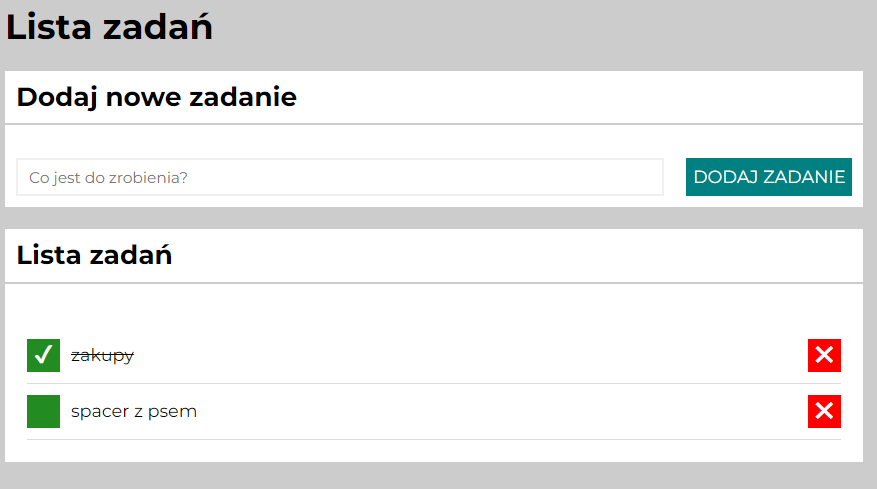 Lista zadań
Dodaj nowe zadanie
Co jest do zrobienia?
DODAJ ZADANIE
Lista zadań
zakupy
spacer z psem